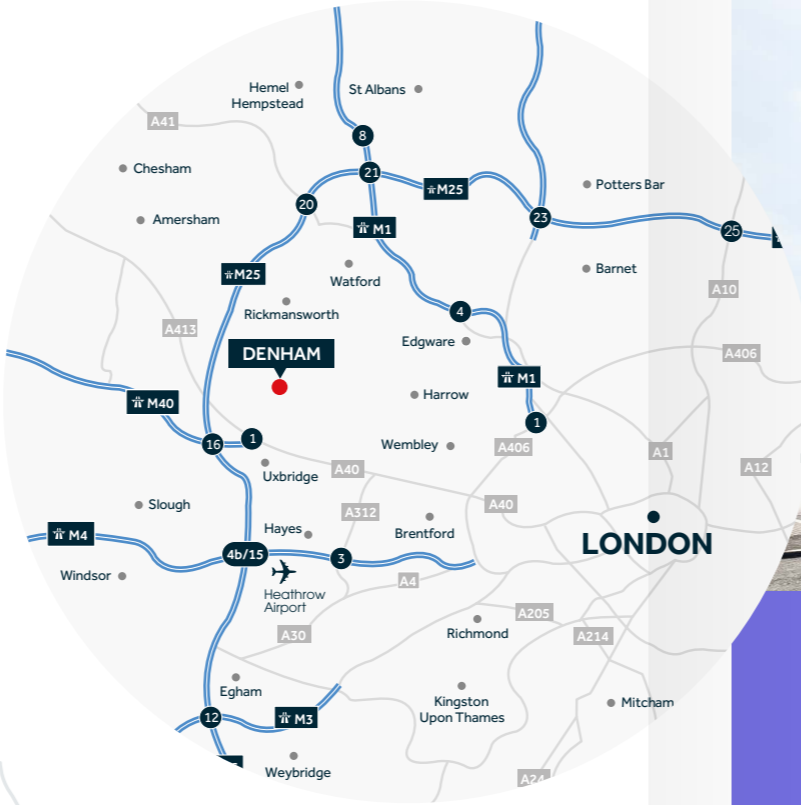 Hemel
Hempstead
St Albans
A41
8
Chesham
21
M25
Potters Bar
20
Amersham
23
M1
25
Watford
Barnet
M25
A10
Rickmansworth
4
A413
Edgware
DENHAM
A406
M1
Harrow
M40
1
16
1
Wembley
A406
A1
Uxbridge
A40
A12
Slough
A40
A312
Hayes
Brentford
M4
LONDON
4b/15
3
Windsor
A4
Heathrow
Airport
A205
A30
Richmond
A214
Egham
Kingston
Upon Thames
Mitcham
12
M3
Weybridge
A24